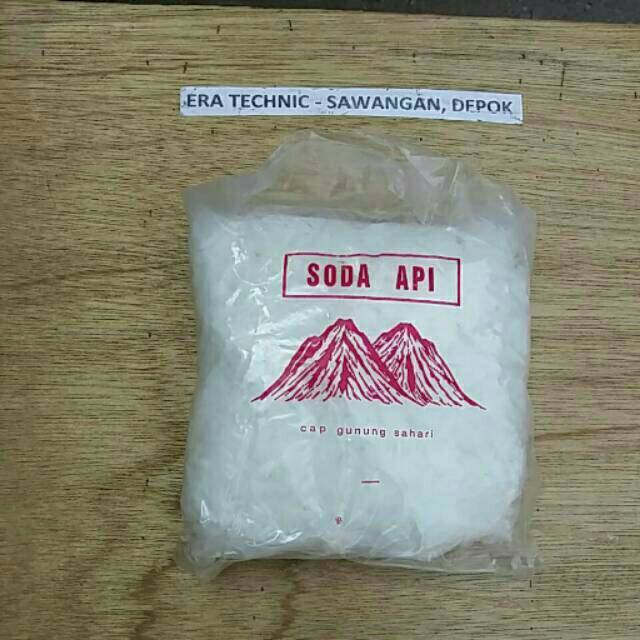 ERA TECHNIC - SAWANGAN, DEPOK
SODA API
cap gunung sahari